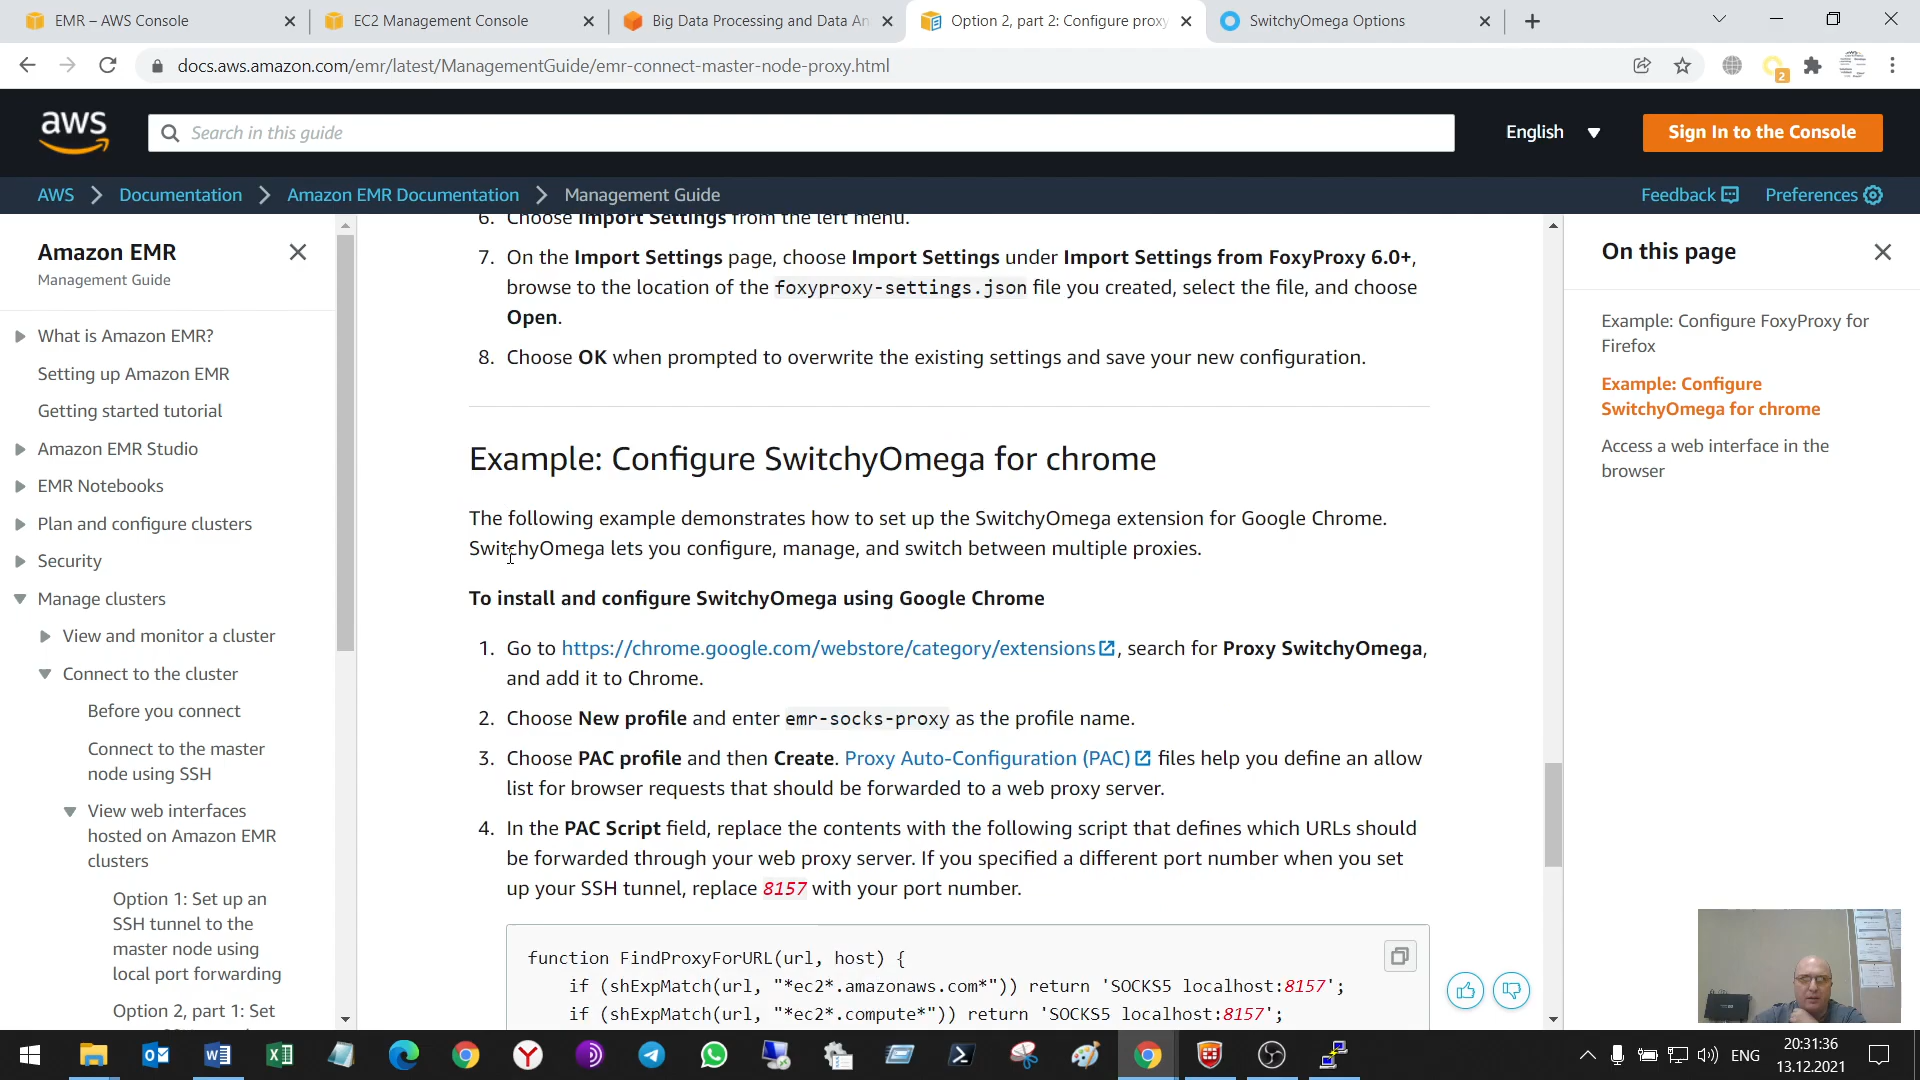 EMR – AWS Console
EC2 Management Console
Big Data Processing and Data An
Option 2, part 2: Configure proxy
SwitchyOmega Options
docs.aws.amazon.com/emr/latest/ManagementGuide/emr-connect-master-node-proxy.html
2
aws
Search in this guide
English
Sign In to the Console
AWS
Documentation
Amazon EMR Documentation
Management Guide
Feedback
Preferences
Amazon EMR
Management Guide
What is Amazon EMR?
Setting up Amazon EMR
Getting started tutorial
Amazon EMR Studio
EMR Notebooks
Plan and configure clusters
Security
Manage clusters
View and monitor a cluster
Connect to the cluster
Before you connect
Connect to the master
node using SSH
View web interfaces
hosted on Amazon EMR
clusters
Option 1: Set up an
SSH tunnel to the
master node using
local port forwarding
Option 2, part 1: Set
6. Choose Import Settings from the left menu.
7. On the Import Settings page, choose Import Settings under Import Settings from FoxyProxy 6.0+,
browse to the location of the foxyproxy-settings.json file you created, select the file, and choose
Open.
8. Choose OK when prompted to overwrite the existing settings and save your new configuration.
Example: Configure SwitchyOmega for chrome
The following example demonstrates how to set up the SwitchyOmega extension for Google Chrome.
SwitchyOmega lets you configure, manage, and switch between multiple proxies.
To install and configure SwitchyOmega using Google Chrome
1. Go to https://chrome.google.com/webstore/category/extensions, search for Proxy SwitchyOmega,
and add it to Chrome.
2. Choose New profile and enter emr-socks-proxy as the profile name.
3. Choose PAC profile and then Create. Proxy Auto-Configuration (PAC) files help you define an allow
list for browser requests that should be forwarded to a web proxy server.
4. In the PAC Script field, replace the contents with the following script that defines which URLs should
be forwarded through your web proxy server. If you specified a different port number when you set
up your SSH tunnel, replace 8157 with your port number.
function FindProxyForURL(url, host) {
if (shExpMatch(url, "*ec2*.amazonaws.com*")) return 'SOCKS5 localhost:8157';
if (shExpMatch(url, "*ec2*.compute*")) return 'SOCKS5 localhost:8157';
On this page
Example: Configure FoxyProxy for
Firefox
Example: Configure
SwitchyOmega for chrome
Access a web interface in the
browser
ENG
20:31:36
13.12.2021